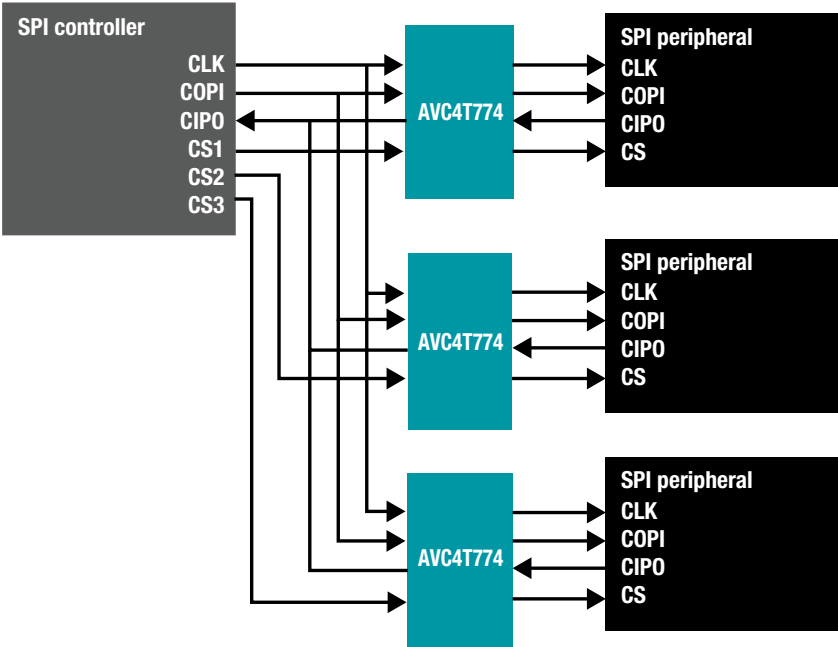 SPI controller
CLK
COPI
CIPO
CS1
CS2
CS3
AVC4T774
SPI peripheral
CLK
COPI
CIPO
CS
AVC4T774
SPI peripheral
CLK
COPI
CIPO
CS
AVC4T774
SPI peripheral
CLK
COPI
CIPO
CS